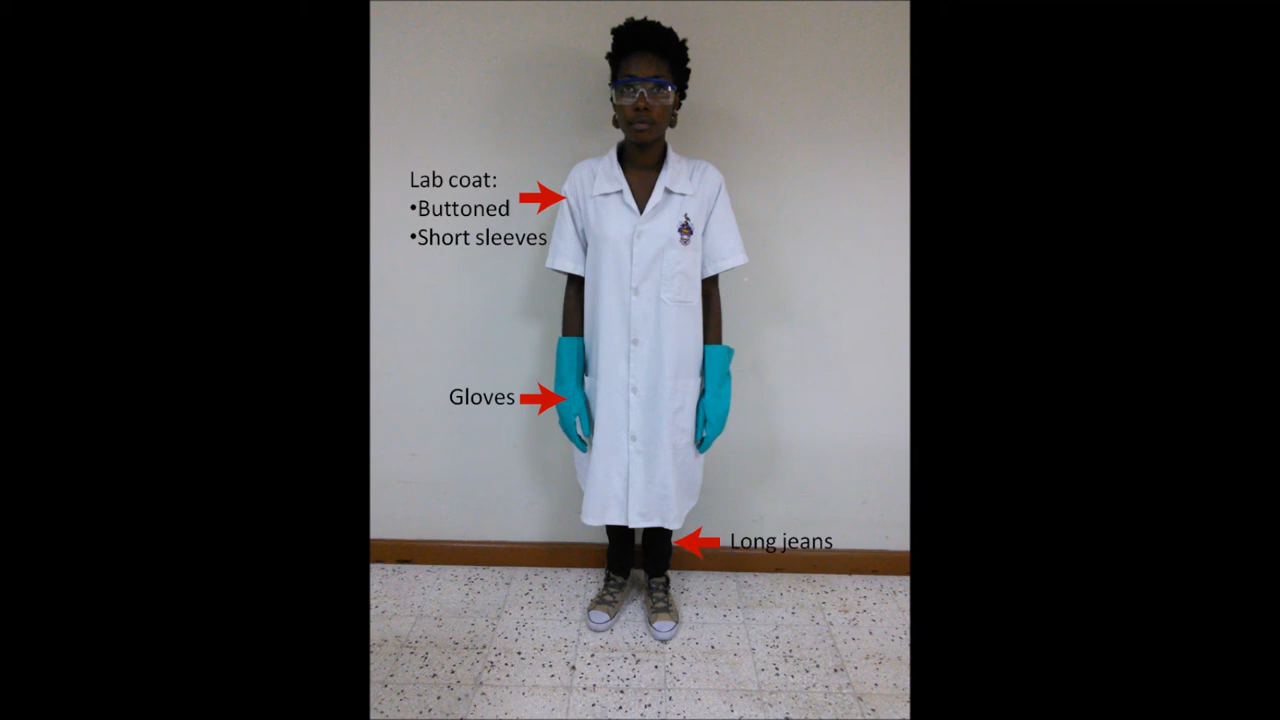 Lab coat:
•Buttoned
•Short sleeves
Gloves
Long jeans